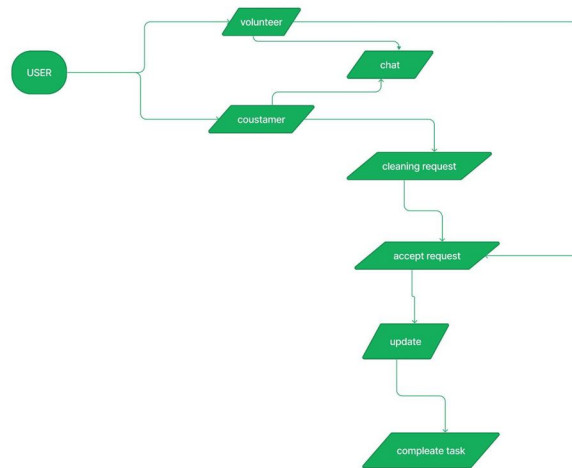 volunteer
chat
USER
coustamer
cleaning request
accept request
update
compleate task